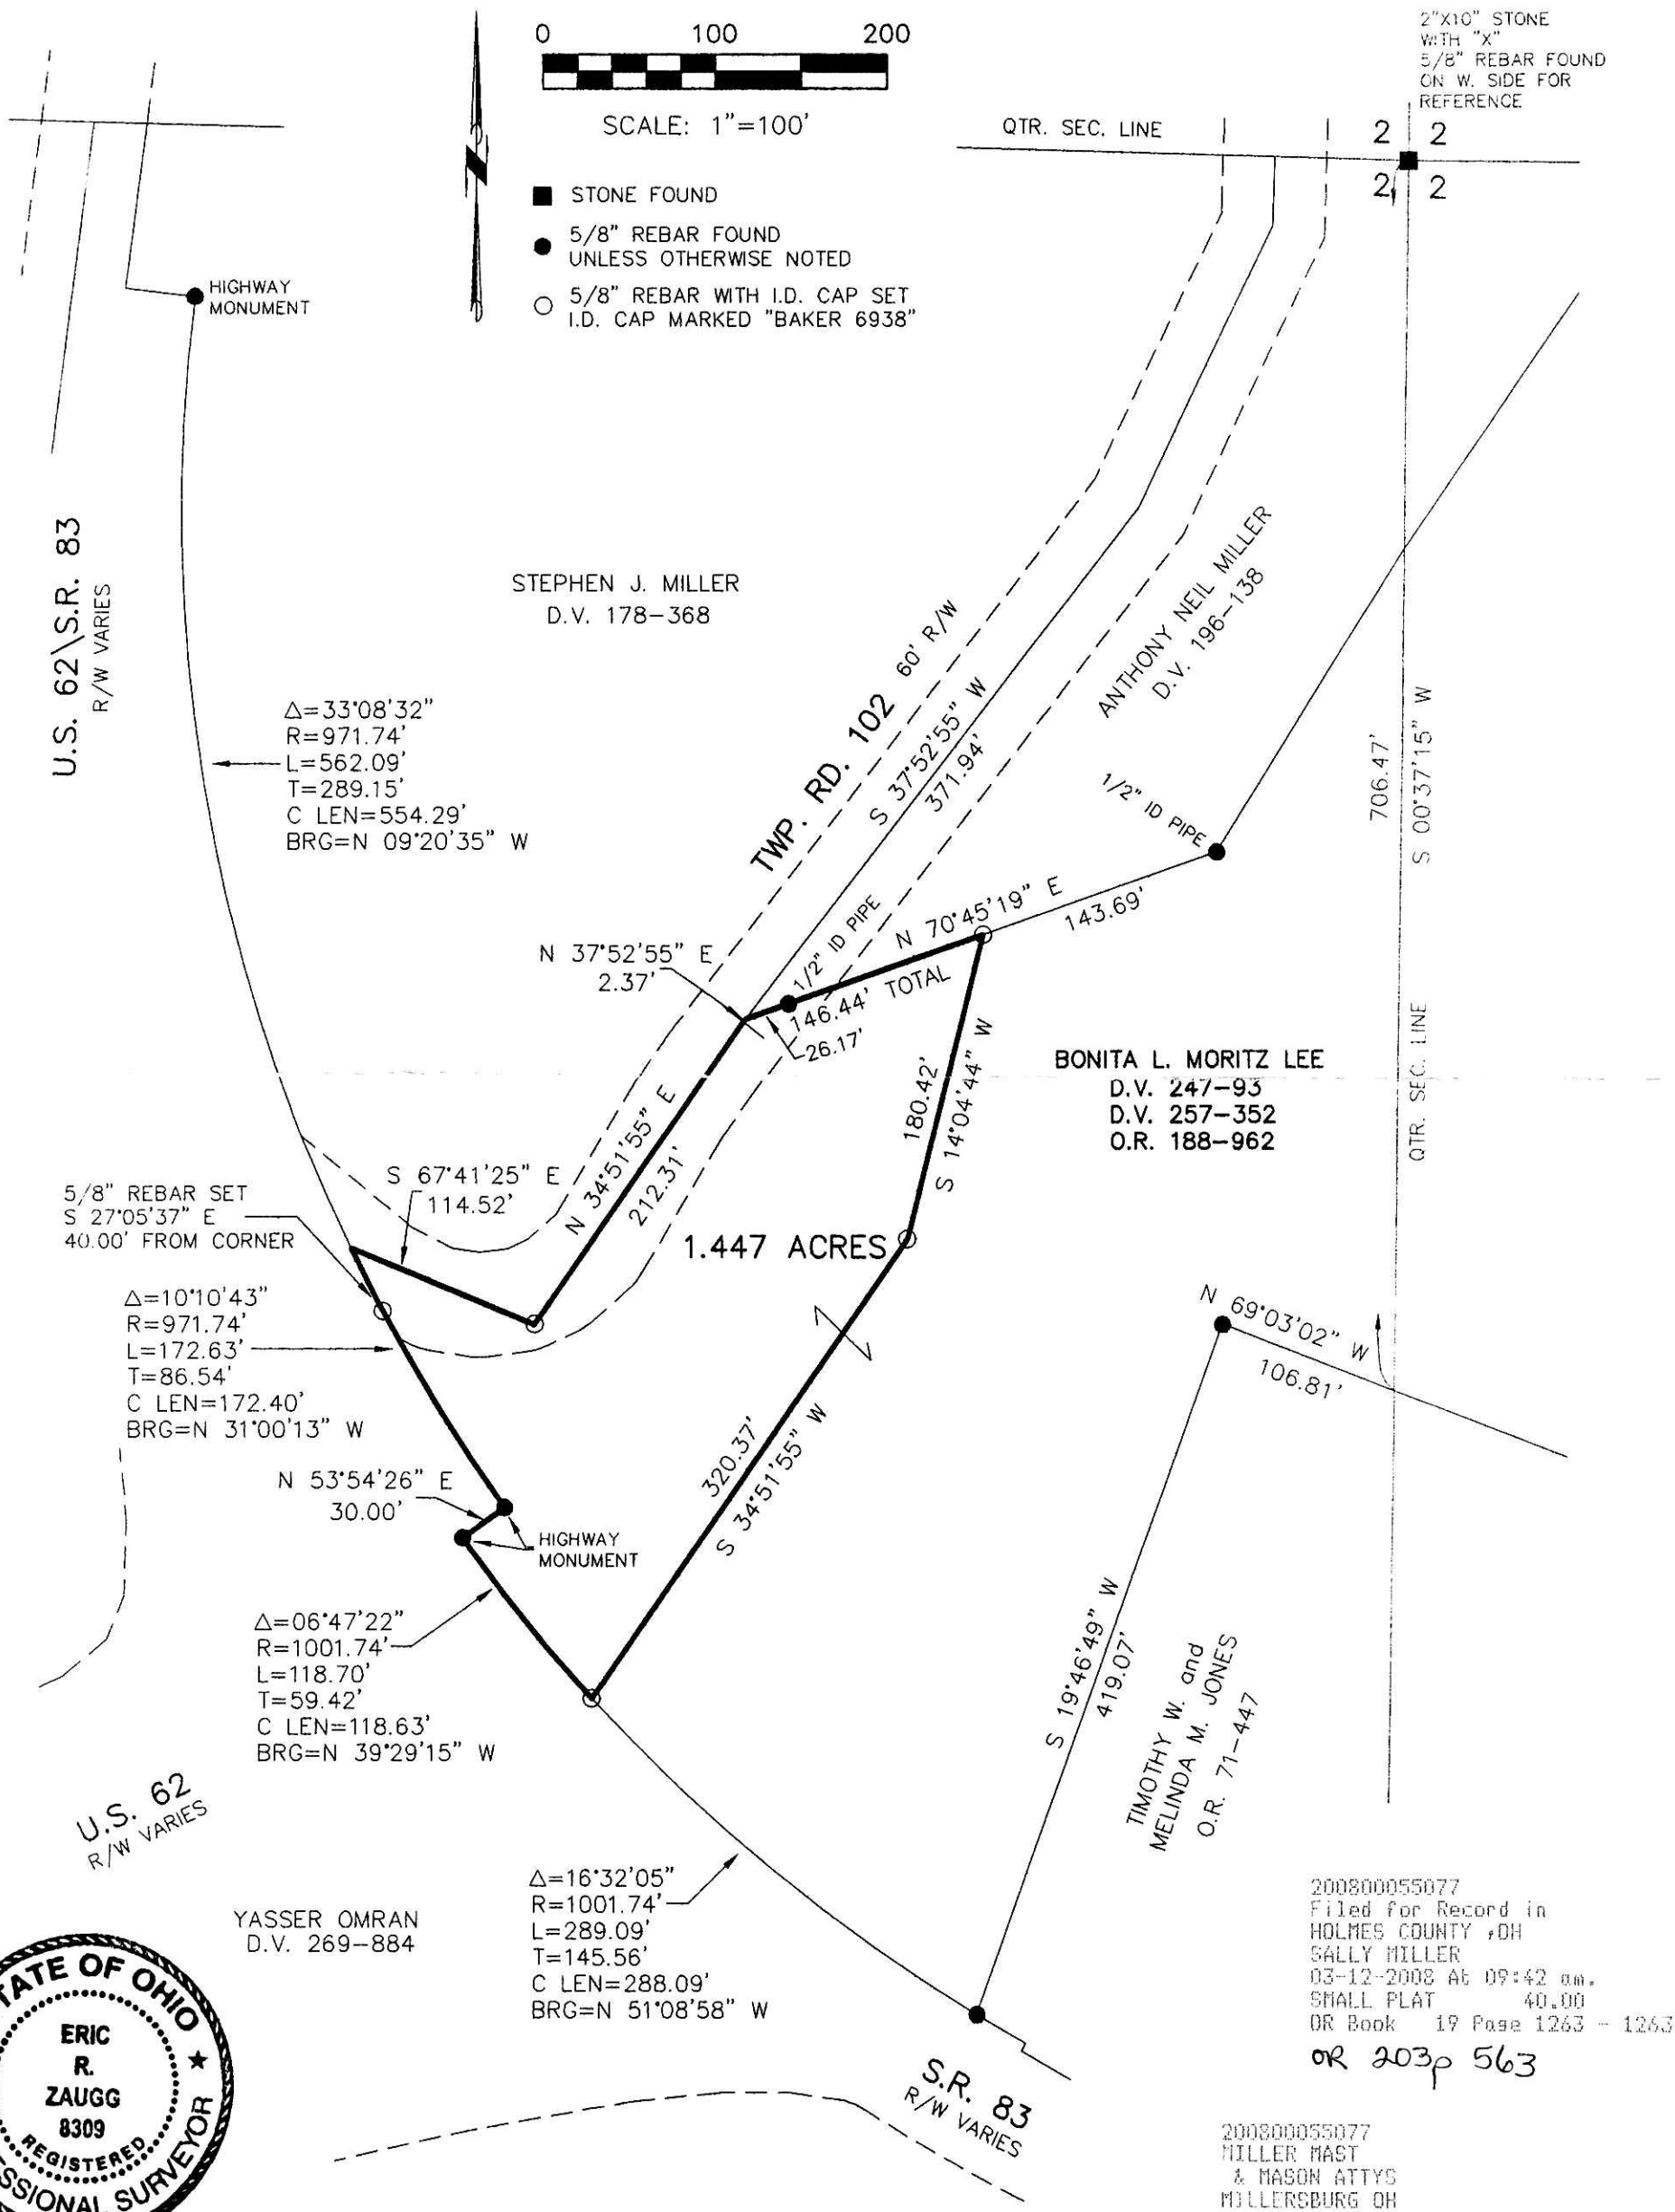 0 100 200
SCALE: 1"=100'
■ STONE FOUND
● 5/8" REBAR FOUND
UNLESS OTHERWISE NOTED
○ 5/8" REBAR WITH I.D. CAP SET
I.D. CAP MARKED "BAKER 6938"
2"X10" STONE
WITH "X"
5/8" REBAR FOUND
ON W. SIDE FOR
REFERENCE
QTR. SEC. LINE
2 2
2 2
HIGHWAY
MONUMENT
U.S. 62\S.R. 83
R/W VARIES
STEPHEN J. MILLER
D.V. 178-368
TWP. RD. 102 60' R/W
S 37°52'55" W
371.94'
ANTHONY NEIL MILLER
D.V. 196-138
706.47'
S 00°37'15" W
QTR. SEC. LINE
Δ=33°08'32"
R=971.74'
L=562.09'
T=289.15'
C LEN=554.29'
BRG=N 09°20'35" W
1/2" ID PIPE
N 70°45'19" E
143.69'
N 37°52'55" E
2.37'
1/2" ID PIPE
146.44' TOTAL
26.17'
180.42'
S 14°04'44" W
BONITA L. MORITZ LEE
D.V. 247-93
D.V. 257-352
O.R. 188-962
N 34°51'55" E
212.31'
S 67°41'25" E
114.52'
5/8" REBAR SET
S 27°05'37" E
40.00' FROM CORNER
1.447 ACRES
Δ=10°10'43"
R=971.74'
L=172.63'
T=86.54'
C LEN=172.40'
BRG=N 31°00'13" W
N 69°03'02" W
106.81'
320.37'
S 34°51'55" W
N 53°54'26" E
30.00'
HIGHWAY
MONUMENT
Δ=06°47'22"
R=1001.74'
L=118.70'
T=59.42'
C LEN=118.63'
BRG=N 39°29'15" W
S 19°46'49" W
419.07'
TIMOTHY W. and
MELINDA M. JONES
O.R. 71-447
U.S. 62
R/W VARIES
YASSER OMRAN
D.V. 269-884
Δ=16°32'05"
R=1001.74'
L=289.09'
T=145.56'
C LEN=288.09'
BRG=N 51°08'58" W
S.R. 83
R/W VARIES
TATE OF OHIO ★
ERIC
R.
ZAUGG
8309
REGISTERED
SSIONAL SURVEYOR
200800055077
Filed for Record in
HOLMES COUNTY ,OH
SALLY MILLER
03-12-2008 At 09:42 am.
SMALL PLAT 40.00
OR Book 19 Page 1263 - 1263
OR 203p 563
200800055077
MILLER MAST
& MASON ATTYS
MILLERSBURG OH